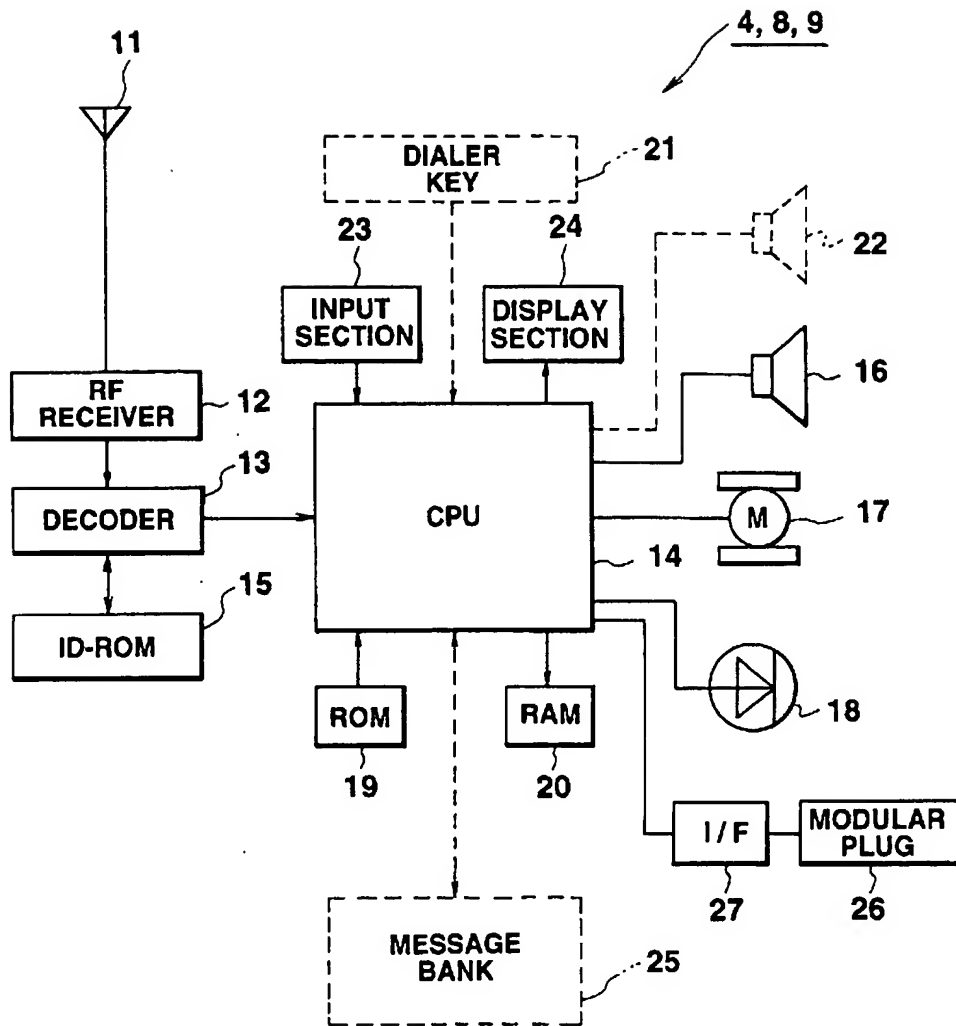 4, 8, 9
11
DIALER
KEY
21
23
24
22
INPUT
SECTION
DISPLAY
SECTION
16
RF
RECEIVER
12
13
DECODER
CPU
M
17
14
15
ID-ROM
18
ROM
RAM
19
20
I/F
MODULAR
PLUG
27
26
MESSAGE
BANK
25